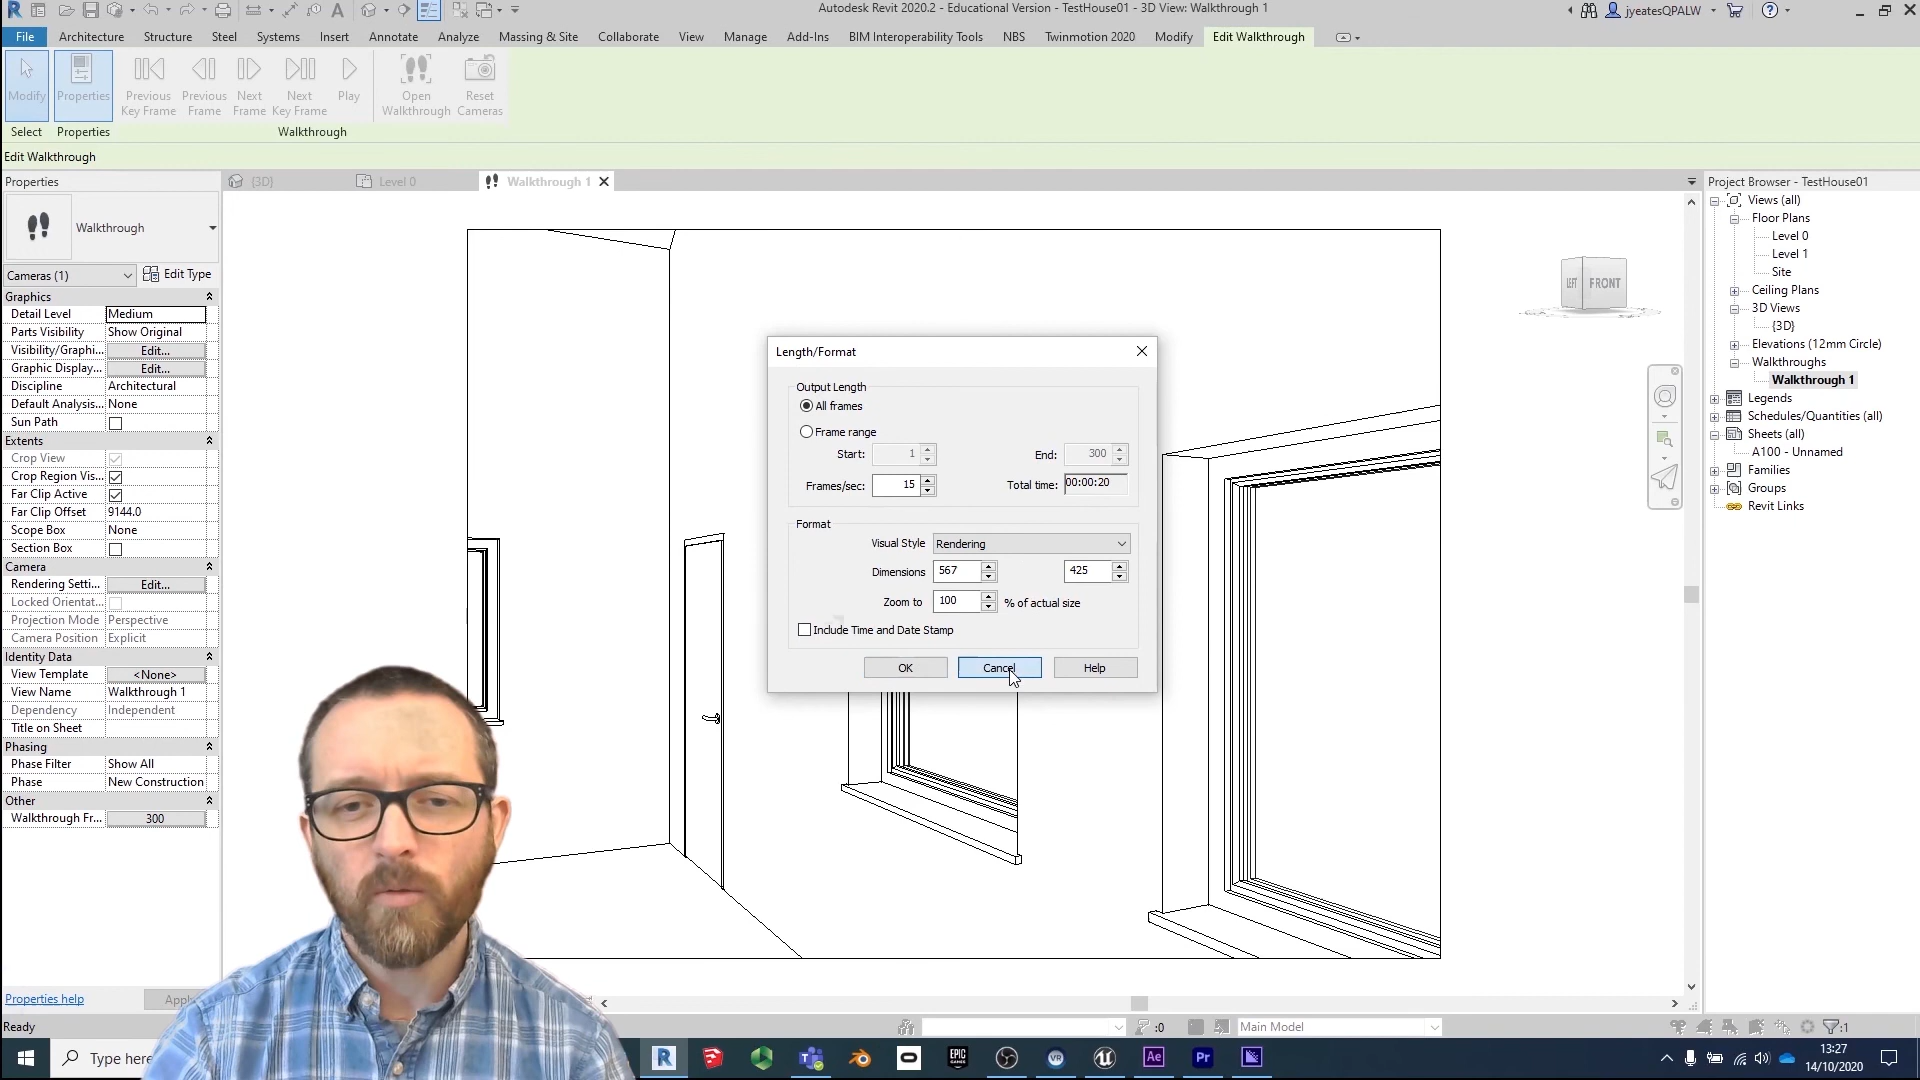 Autodesk Revit 2020.2 - Educational Version - TestHouse01 - 3D View: Walkthrough 1
jyeatesQPALW
File Architecture Structure Steel Systems Insert Annotate Analyze Massing & Site Collaborate View Manage Add-Ins BIM Interoperability Tools NBS Twinmotion 2020 Modify Edit Walkthrough
Modify Properties Previous Key Frame Previous Frame Next Frame Next Key Frame Play Open Walkthrough Reset Cameras
Select Properties Walkthrough
Edit Walkthrough
Properties
{3D} Level 0 Walkthrough 1
Walkthrough
Cameras (1) Edit Type
Graphics
Detail Level Medium
Parts Visibility Show Original
Visibility/Graphi... Edit...
Graphic Display... Edit...
Discipline Architectural
Default Analysis... None
Sun Path
Extents
Crop View
Crop Region Vis...
Far Clip Active
Far Clip Offset 9144.0
Scope Box None
Section Box
Camera
Rendering Setti... Edit...
Locked Orientat...
Projection Mode Perspective
Camera Position Explicit
Identity Data
View Template <None>
View Name Walkthrough 1
Dependency Independent
Title on Sheet
Phasing
Phase Filter Show All
Phase New Construction
Other
Walkthrough Fr... 300
Properties help Apply
LEFT FRONT
Length/Format
Output Length
All frames
Frame range
Start: 1 End: 300
Frames/sec: 15 Total time: 00:00:20
Format
Visual Style Rendering
Dimensions 567 425
Zoom to 100 % of actual size
Include Time and Date Stamp
OK Cancel Help
Project Browser - TestHouse01
Views (all)
Floor Plans
Level 0
Level 1
Site
Ceiling Plans
3D Views
{3D}
Elevations (12mm Circle)
Walkthroughs
Walkthrough 1
Legends
Schedules/Quantities (all)
Sheets (all)
A100 - Unnamed
Families
Groups
Revit Links
Ready
:0 Main Model :1
Type here
R VR EPIC GAMES Ae Pr
13:27
14/10/2020